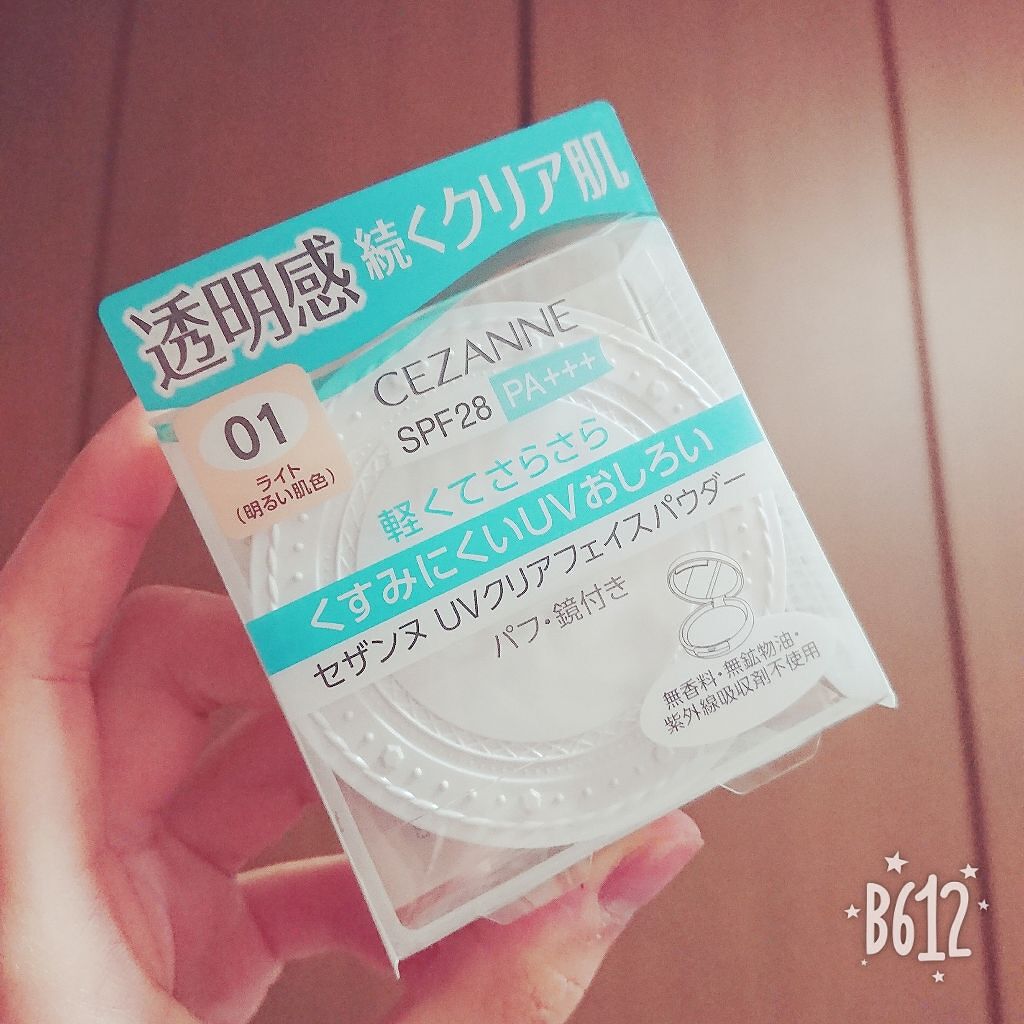 透明感 続くクリア肌
01
ライト
(明るい肌色)
CEZANNE
SPF28 PA+++
軽くてさらさら
くすみにくいUVおしろい
セザンヌ UVクリアフェイスパウダー
パフ・鏡付き
無香料・無鉱物油・
紫外線吸収剤不使用
B612